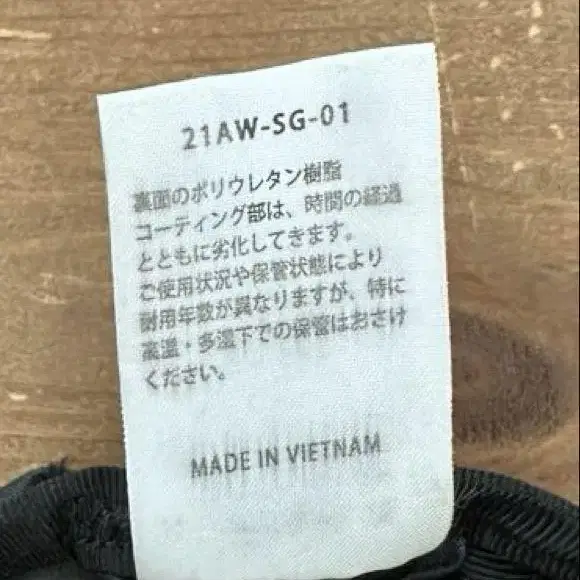 21AW-SG-01
裏面のポリウレタン樹脂
コーティング部は、時間の経過
とともに劣化してきます。
ご使用状況や保管状態により
耐用年数が異なりますが、特に
高温・多湿下での保管はおさけ
ください。
MADE IN VIETNAM